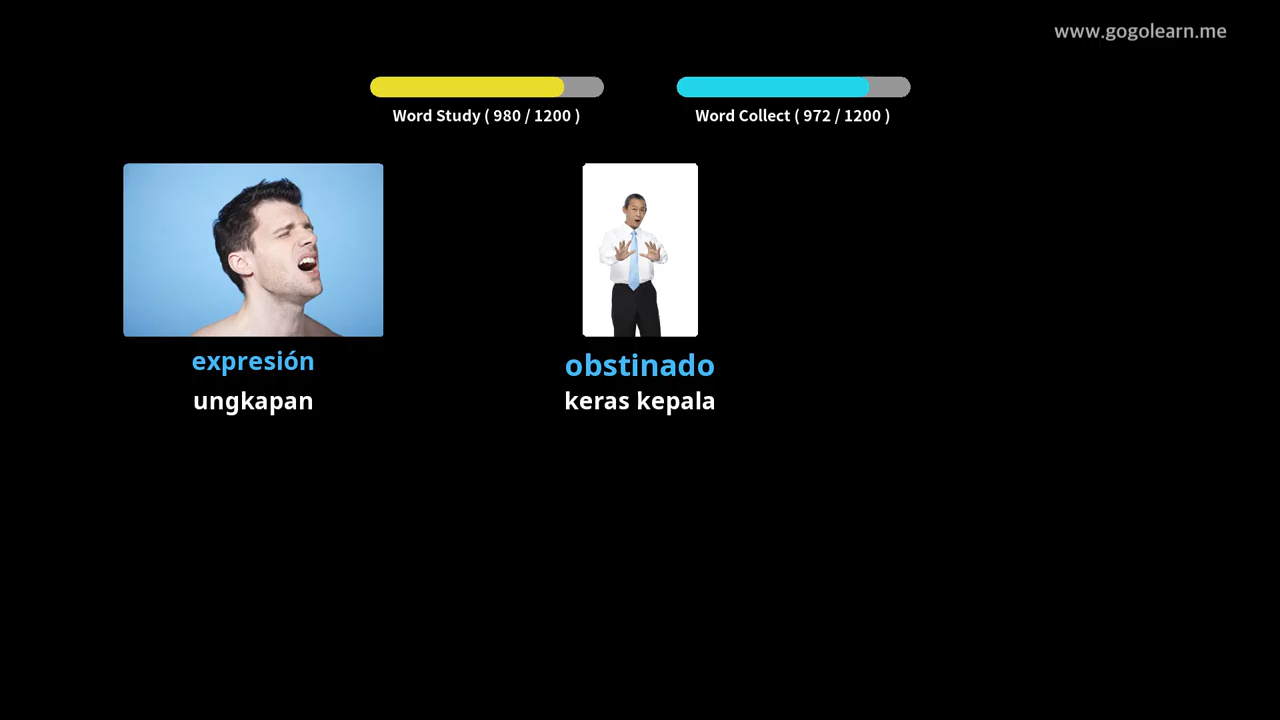 www.gogolearn.me
Word Study ( 980 / 1200 )
Word Collect ( 972 / 1200 )
expresión
ungkapan
obstinado
keras kepala